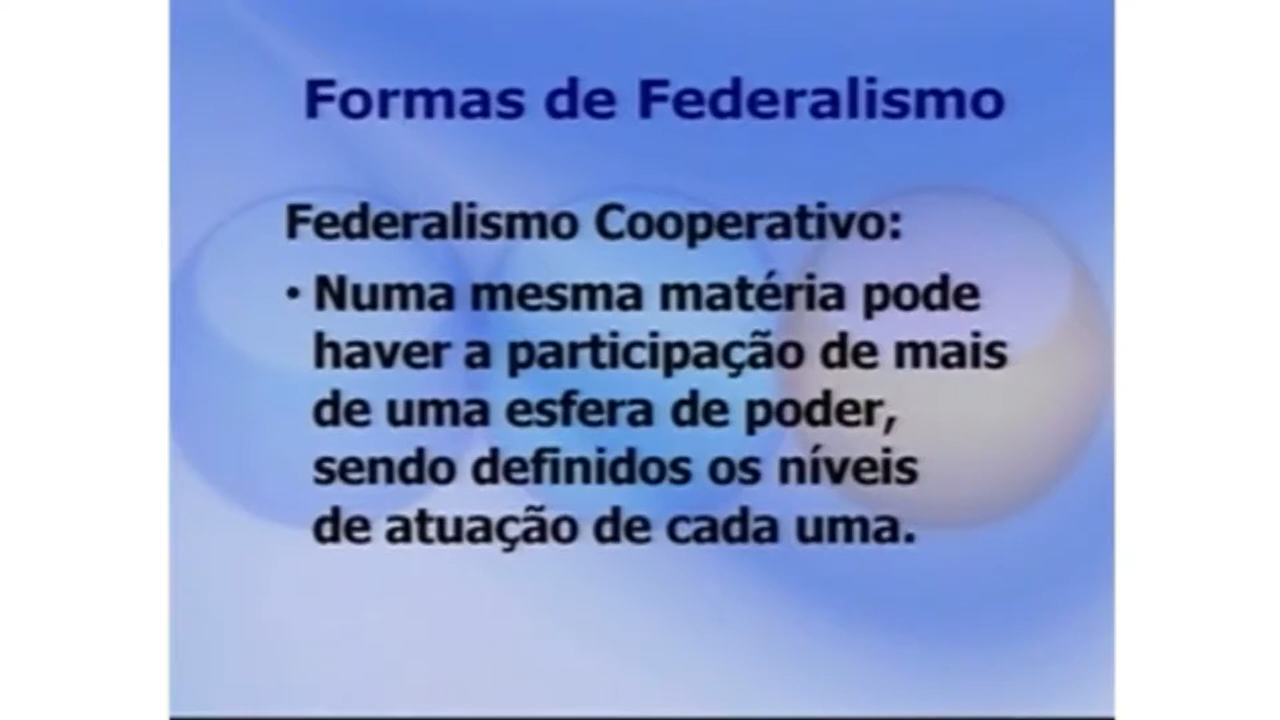 Formas de Federalismo
Federalismo Cooperativo:
• Numa mesma matéria pode
haver a participação de mais
de uma esfera de poder,
sendo definidos os níveis
de atuação de cada uma.